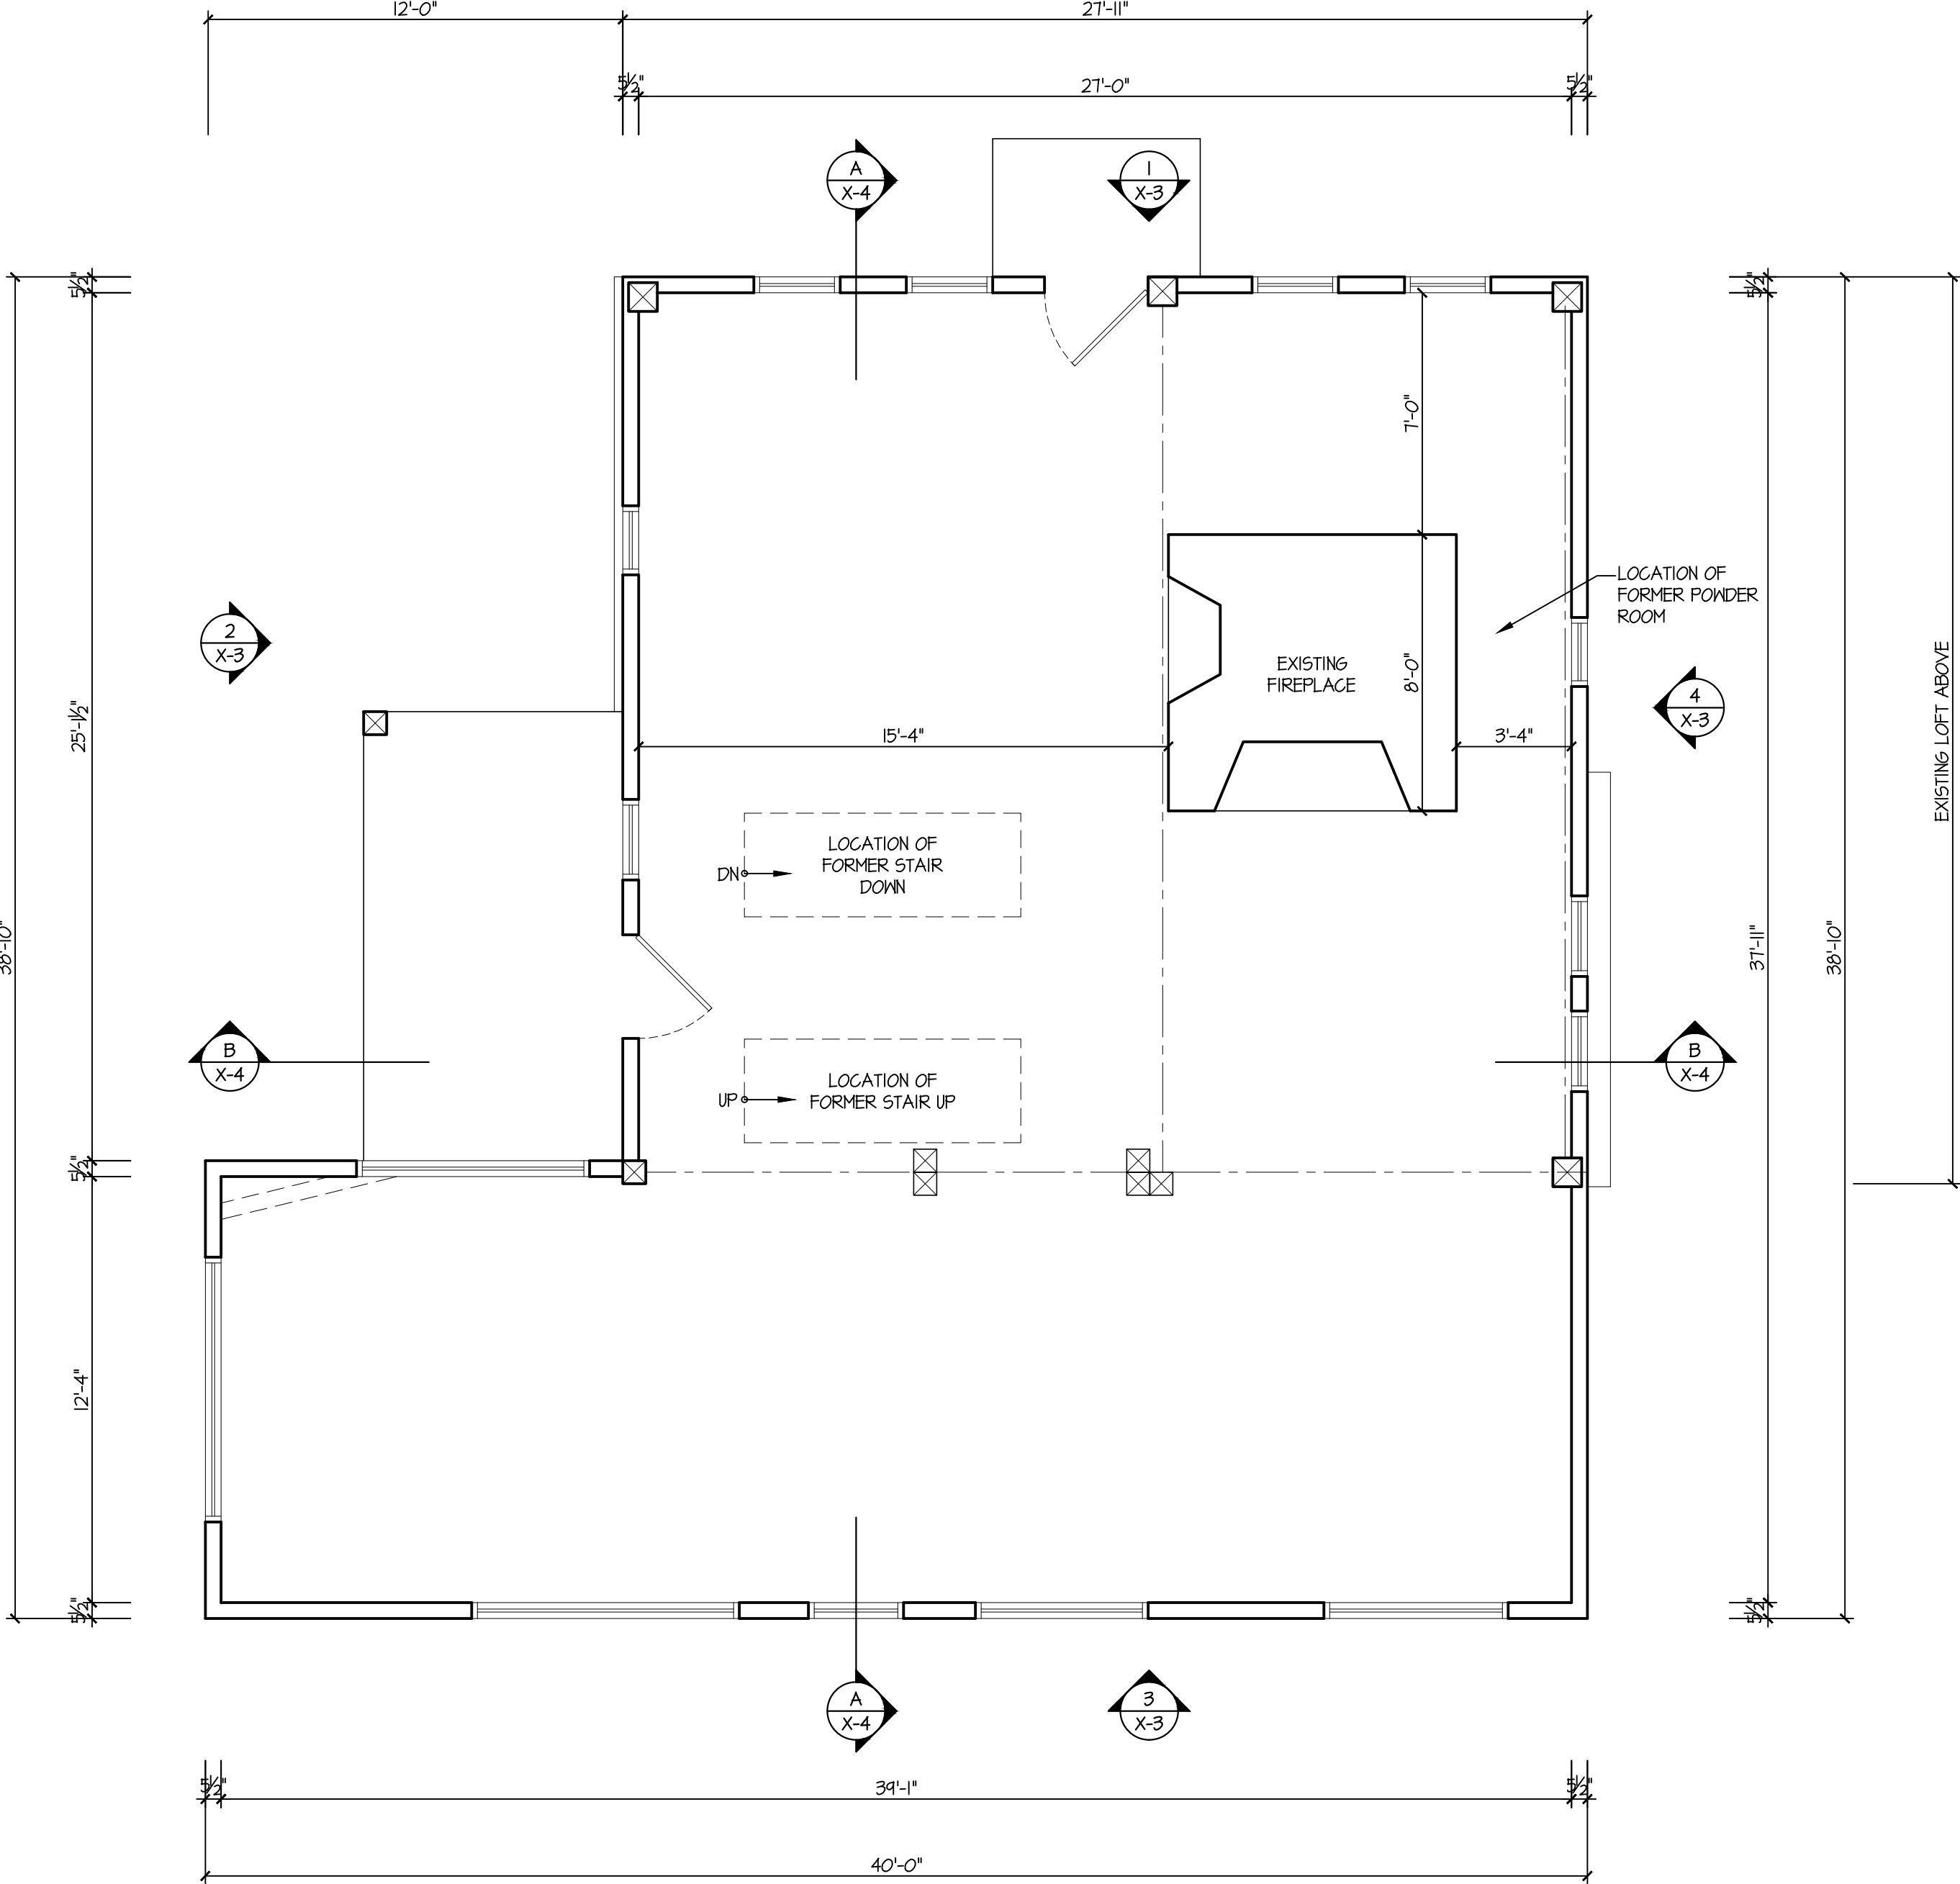 12'-0"
27'-11"
5½"
27'-0"
5½"
A
X-4
1
X-3
5½"
5½"
7'-0"
LOCATION OF
FORMER POWDER
ROOM
2
X-3
EXISTING
FIREPLACE
8'-0"
4
X-3
25'-1½"
15'-4"
3'-4"
EXISTING LOFT ABOVE
LOCATION OF
FORMER STAIR
DOWN
DN
38'-10"
37'-11"
38'-10"
B
X-4
B
X-4
LOCATION OF
FORMER STAIR UP
UP
5½"
12'-4"
5½"
5½"
A
X-4
3
X-3
5½"
39'-1"
5½"
40'-0"